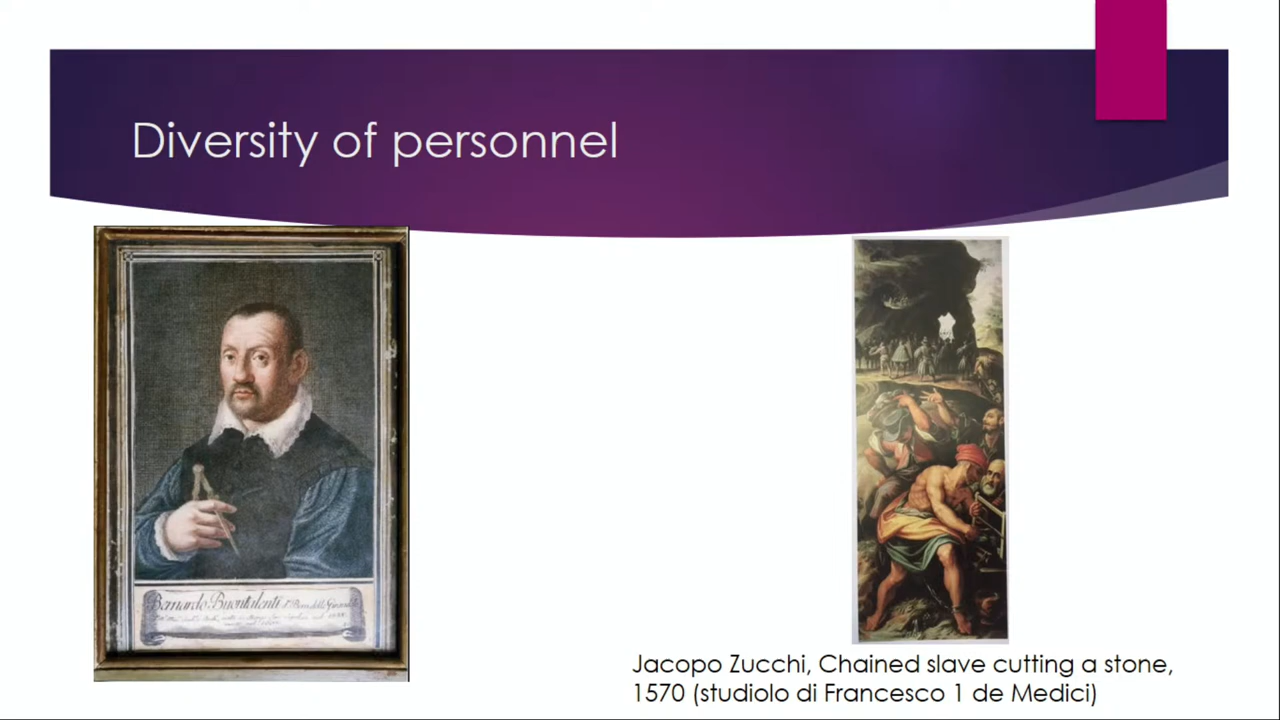 Diversity of personnel
Bernardo Buontalenti
Jacopo Zucchi, Chained slave cutting a stone,
1570 (studiolo di Francesco 1 de Medici)